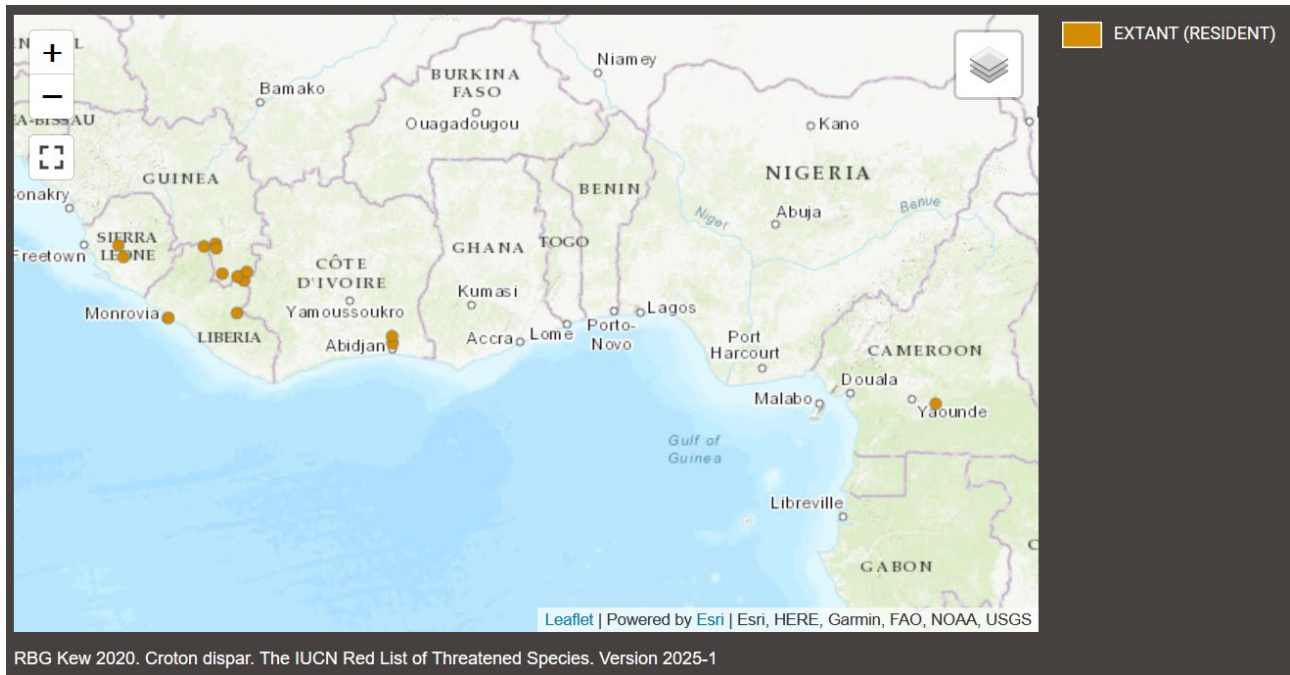 +
−
EXTANT (RESIDENT)
Niamey
BURKINA
FASO
Bamako
Ouagadougou
Kano
A-BISSAU
GUINEA
NIGERIA
BENIN
onakry
Niger
Abuja
Benue
SIERRA
LEONE
Freetown
GHANA
TOGO
CÔTE
D'IVOIRE
Kumasi
Yamoussoukro
Lagos
Monrovia
LIBERIA
Abidjan
Accra
Lome
Porto-
Novo
Port
Harcourt
CAMEROON
Douala
Malabo
Yaounde
Gulf of
Guinea
Libreville
GABON
Leaflet | Powered by Esri | Esri, HERE, Garmin, FAO, NOAA, USGS
RBG Kew 2020. Croton dispar. The IUCN Red List of Threatened Species. Version 2025-1